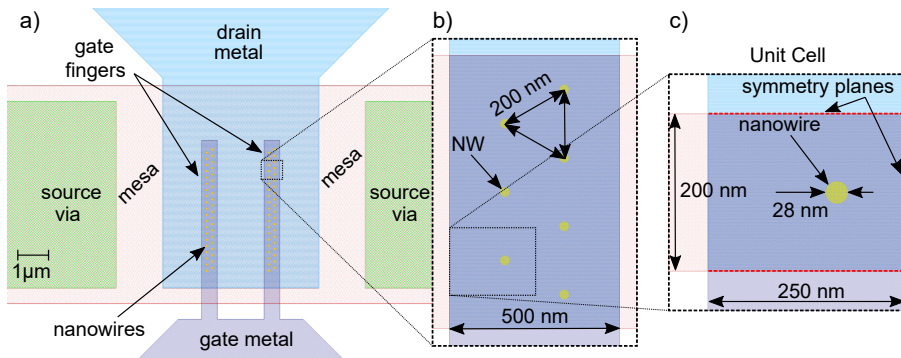 a)
drain
metal
gate
fingers
mesa
mesa
source
via
source
via
1μm
nanowires
gate metal
b)
200 nm
NW
500 nm
c)
Unit Cell
symmetry planes
nanowire
200 nm
28 nm
250 nm